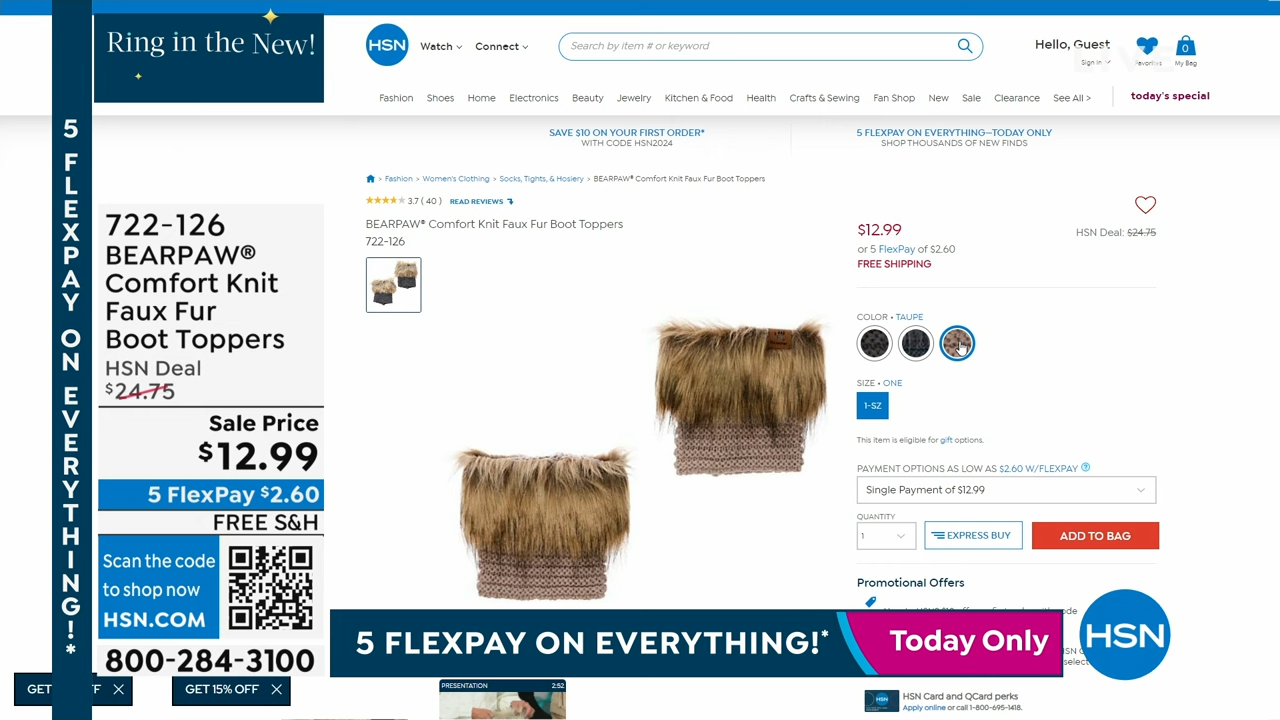 Ring in the New!
5 FLEXPAY ON EVERYTHING!*
722-126
BEARPAW®
Comfort Knit
Faux Fur
Boot Toppers
HSN Deal
$24.75
Sale Price
$12.99
5 FlexPay $2.60
FREE S&H
Scan the code
to shop now
HSN.COM
800-284-3100
GET
FF
GET 15% OFF
HSN
Watch
Connect
Search by item # or keyword
Hello, Guest
Sign In
Favorites
0
My Bag
Fashion Shoes Home Electronics Beauty Jewelry Kitchen & Food Health Crafts & Sewing Fan Shop New Sale Clearance See All > today's special
SAVE $10 ON YOUR FIRST ORDER*
WITH CODE HSN2024
5 FLEXPAY ON EVERYTHING—TODAY ONLY
SHOP THOUSANDS OF NEW FINDS
> Fashion > Women's Clothing > Socks, Tights, & Hosiery > BEARPAW® Comfort Knit Faux Fur Boot Toppers
3.7 ( 40 ) READ REVIEWS
BEARPAW® Comfort Knit Faux Fur Boot Toppers
722-126
$12.99
HSN Deal: $24.75
or 5 FlexPay of $2.60
FREE SHIPPING
COLOR • TAUPE
SIZE • ONE
1-SZ
This item is eligible for gift options.
PAYMENT OPTIONS AS LOW AS $2.60 W/FLEXPAY
Single Payment of $12.99
QUANTITY
1
EXPRESS BUY
ADD TO BAG
Promotional Offers
5 FLEXPAY ON EVERYTHING!*
Today Only
HSN
PRESENTATION 2:52
HSN Card and QCard perks
Apply online or call 1-800-695-1418.